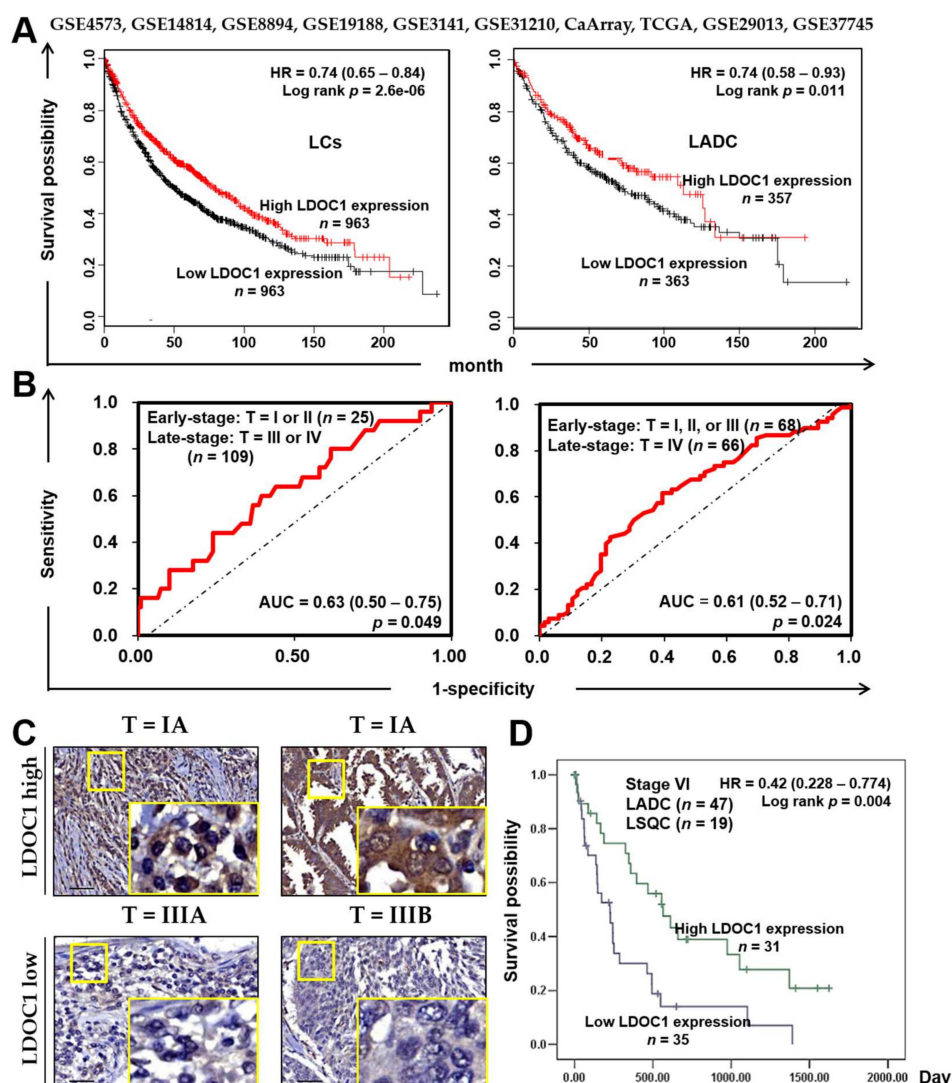 GSE4573, GSE14814, GSE8894, GSE19188, GSE3141, GSE31210, CaArray, TCGA, GSE29013, GSE37745
A
Survival possibility
1.0
0.8
0.6
0.4
0.2
0.0
HR = 0.74 (0.65 – 0.84)
Log rank p = 2.6e-06
LCs
High LDOC1 expression
n = 963
Low LDOC1 expression
n = 963
0
50
100
150
200
1.0
0.8
0.6
0.4
0.2
0.0
HR = 0.74 (0.58 – 0.93)
Log rank p = 0.011
LADC
High LDOC1 expression
n = 357
Low LDOC1 expression
n = 363
0
50
100
150
200
month
B
Sensitivity
1.0
0.8
0.6
0.4
0.2
0.0
Early-stage: T = I or II (n = 25)
Late-stage: T = III or IV
(n = 109)
AUC = 0.63 (0.50 – 0.75)
p = 0.049
0.00
0.50
1.00
1.0
0.8
0.6
0.4
0.2
0.0
Early-stage: T = I, II, or III (n = 68)
Late-stage: T = IV (n = 66)
AUC = 0.61 (0.52 – 0.71)
p = 0.024
0.0
0.2
0.4
0.6
0.8
1.0
1-specificity
C
T = IA
T = IA
LDOC1 high
T = IIIA
T = IIIB
LDOC1 low
D
Survival possibility
1.0
0.8
0.6
0.4
0.2
0.0
Stage VI
LADC (n = 47)
LSQC (n = 19)
HR = 0.42 (0.228 – 0.774)
Log rank p = 0.004
High LDOC1 expression
n = 31
Low LDOC1 expression
n = 35
0.00
500.00
1000.00
1500.00
2000.00
Day